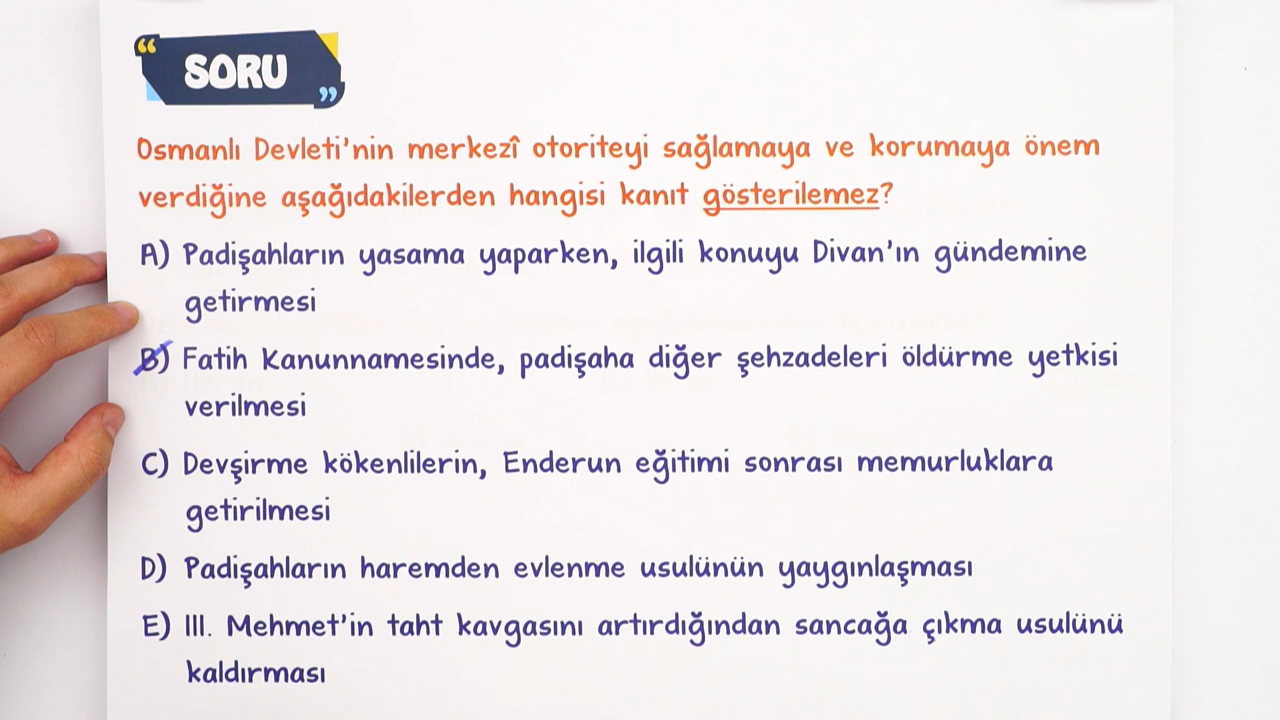 “ SORU ”
Osmanlı Devleti'nin merkezî otoriteyi sağlamaya ve korumaya önem
verdiğine aşağıdakilerden hangisi kanıt gösterilemez?
A) Padişahların yasama yaparken, ilgili konuyu Divan'ın gündemine
getirmesi
B) Fatih Kanunnamesinde, padişaha diğer şehzadeleri öldürme yetkisi
verilmesi
C) Devşirme kökenlilerin, Enderun eğitimi sonrası memurluklara
getirilmesi
D) Padişahların haremden evlenme usulünün yaygınlaşması
E) III. Mehmet'in taht kavgasını artırdığından sancağa çıkma usulünü
kaldırması